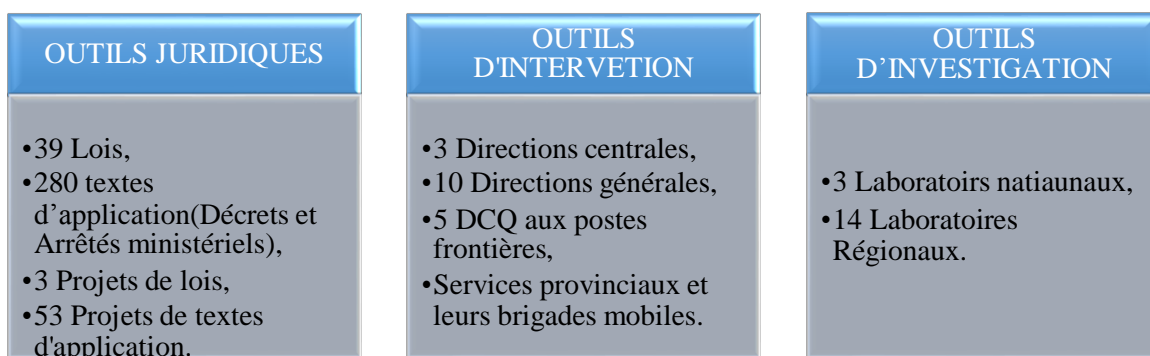 OUTILS JURIDIQUES
•39 Lois,
•280 textes
d’application(Décrets et
Arrêtés ministériels),
•3 Projets de lois,
•53 Projets de textes
d'application.
OUTILS
D'INTERVETION
•3 Directions centrales,
•10 Directions générales,
•5 DCQ aux postes
frontières,
•Services provinciaux et
leurs brigades mobiles.
OUTILS
D’INVESTIGATION
•3 Laboratoirs natiaunaux,
•14 Laboratoires
Régionaux.